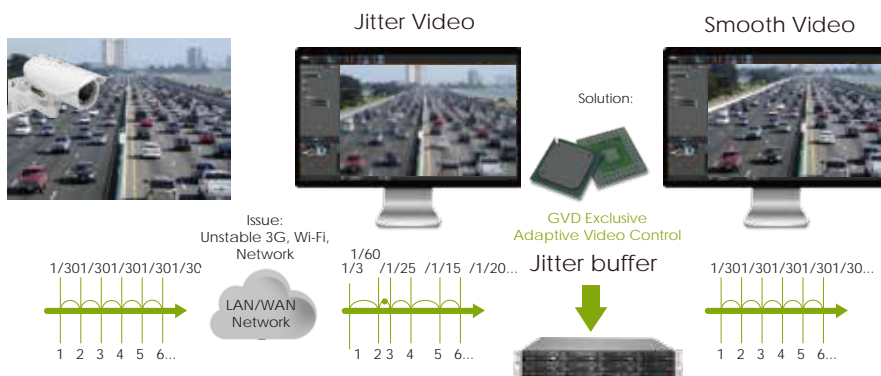 Jitter Video
Smooth Video
Solution:
GVD Exclusive
Adaptive Video Control
Jitter buffer
Issue:
Unstable 3G, Wi-Fi,
Network
LAN/WAN
Network
1/301/301/301/301/301/30
1 2 3 4 5 6...
1/60
1/3 /1/25 /1/15 /1/20...
1 2 3 4 5 6...
1/301/301/301/301/301/30...
1 2 3 4 5 6...